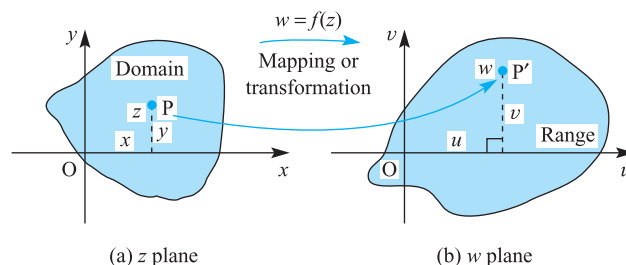 y
w = f(z)
v
Domain
Mapping or
transformation
w P′
z P
y
x
v
u
Range
O
x
O
(a) z plane
(b) w plane